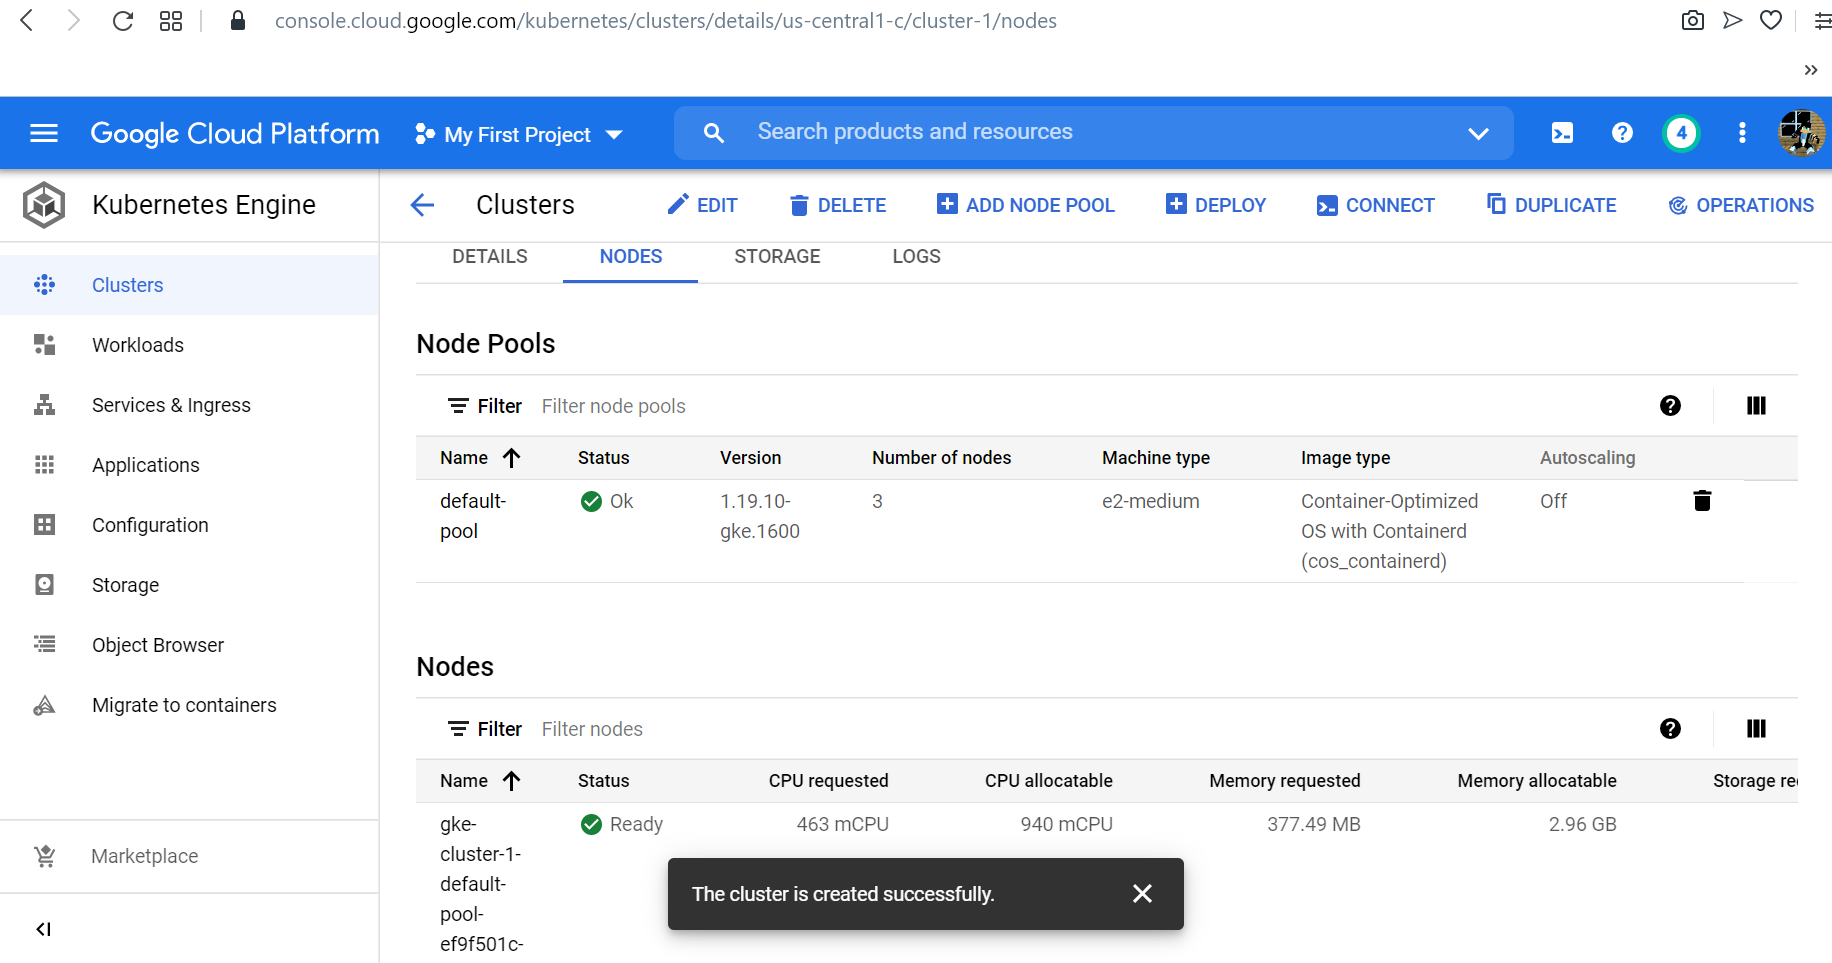 console.cloud.google.com/kubernetes/clusters/details/us-central1-c/cluster-1/nodes
Google Cloud Platform
My First Project
Search products and resources
4
Kubernetes Engine
Clusters
EDIT
DELETE
ADD NODE POOL
DEPLOY
CONNECT
DUPLICATE
OPERATIONS
Clusters
Workloads
Services & Ingress
Applications
Configuration
Storage
Object Browser
Migrate to containers
Marketplace
DETAILS NODES STORAGE LOGS
Node Pools
Filter Filter node pools
Name Status Version Number of nodes Machine type Image type Autoscaling
default- Ok 1.19.10- 3 e2-medium Container-Optimized Off
pool gke.1600 OS with Containerd
(cos_containerd)
Nodes
Filter Filter nodes
Name Status CPU requested CPU allocatable Memory requested Memory allocatable Storage
gke- Ready 463 mCPU 940 mCPU 377.49 MB 2.96 GB
cluster-1-
default-
pool-
ef9f501c-
The cluster is created successfully.